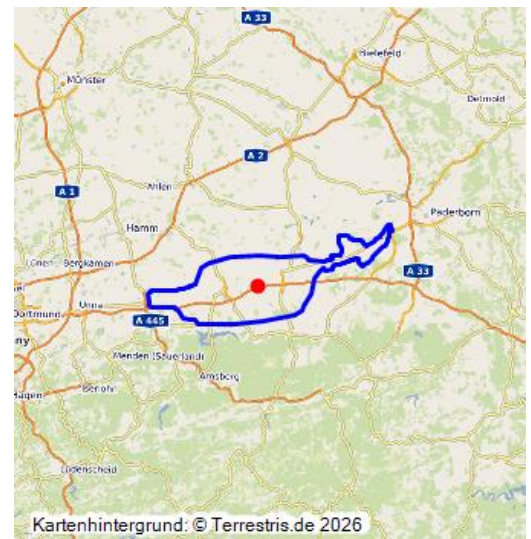 A 33
Bielefeld
Münster
Detmold
A 2
A 1
Ahlen
Paderborn
Hamm
Lünen
Bergkamen
A 33
Unna
Dortmund
A 445
Menden (Sauerland)
Arnsberg
Iserlohn
Hagen
Lüdenscheid
Kartenhintergrund: © Terrestris.de 2026